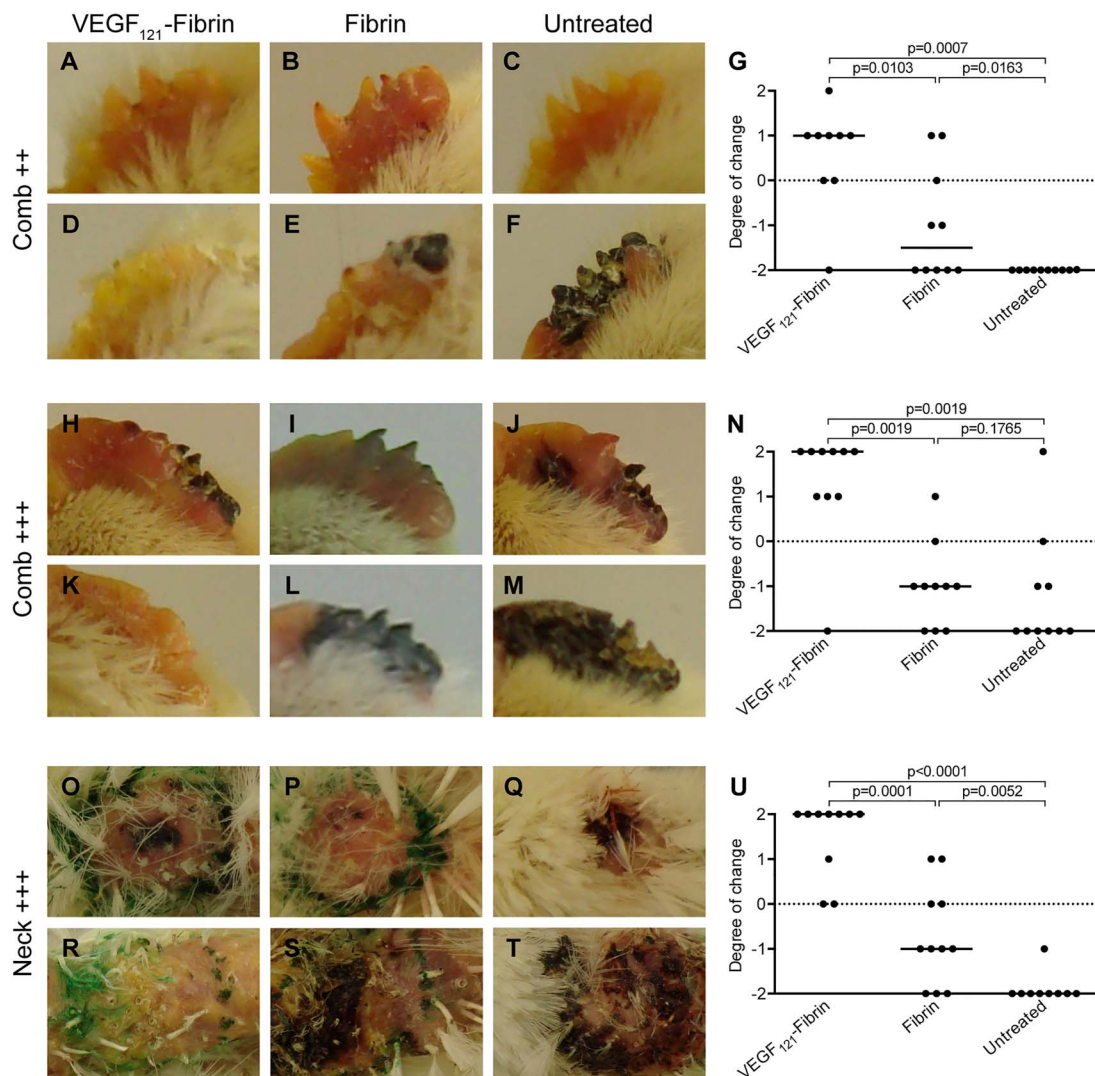 VEGF121-Fibrin Fibrin Untreated
Comb ++
A B C
D E F
G
p=0.0007
p=0.0103 p=0.0163
Degree of change
2
1
0
-1
-2
VEGF121-Fibrin
Fibrin
Untreated
Comb +++
H I J
K L M
N
p=0.0019
p=0.0019 p=0.1765
Degree of change
2
1
0
-1
-2
VEGF121-Fibrin
Fibrin
Untreated
Neck +++
O P Q
R S T
U
p<0.0001
p=0.0001 p=0.0052
Degree of change
2
1
0
-1
-2
VEGF121-Fibrin
Fibrin
Untreated